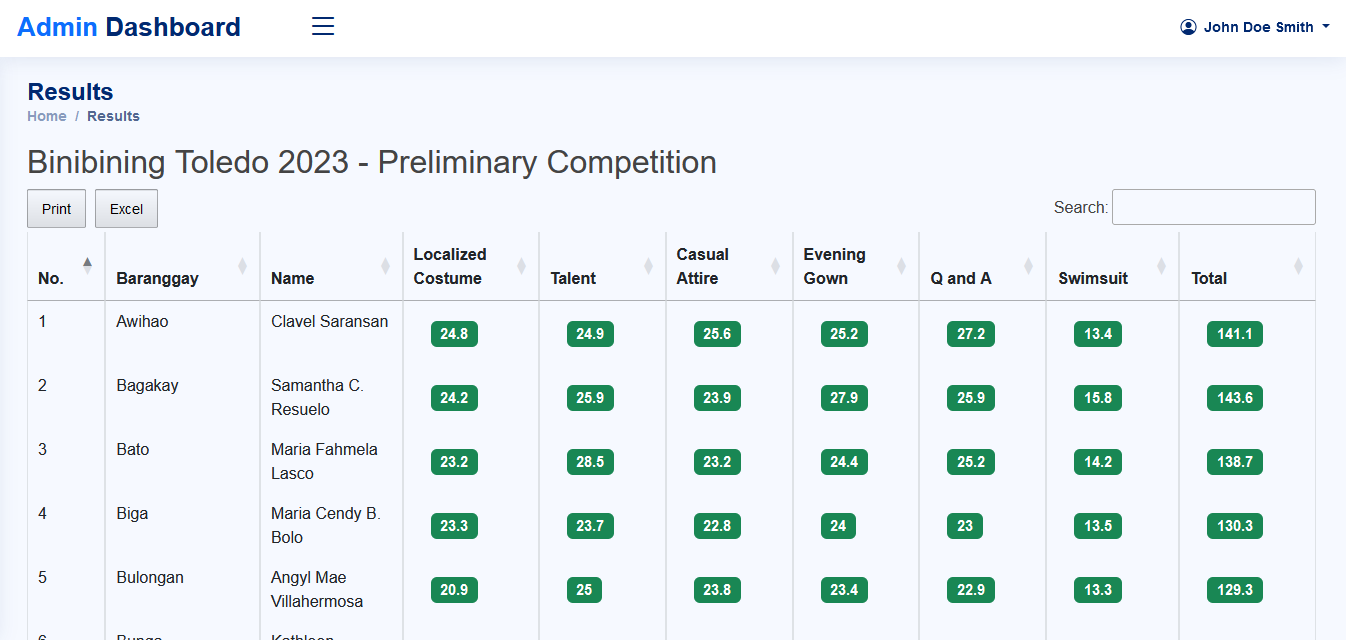 Admin Dashboard
John Doe Smith
Results
Home / Results
Binibining Toledo 2023 - Preliminary Competition
Print Excel Search:
No. Baranggay Name Localized Costume Talent Casual Attire Evening Gown Q and A Swimsuit Total
1 Awihao Clavel Saransan 24.8 24.9 25.6 25.2 27.2 13.4 141.1
2 Bagakay Samantha C. Resuelo 24.2 25.9 23.9 27.9 25.9 15.8 143.6
3 Bato Maria Fahmela Lasco 23.2 28.5 23.2 24.4 25.2 14.2 138.7
4 Biga Maria Cendy B. Bolo 23.3 23.7 22.8 24 23 13.5 130.3
5 Bulongan Angyl Mae Villahermosa 20.9 25 23.8 23.4 22.9 13.3 129.3